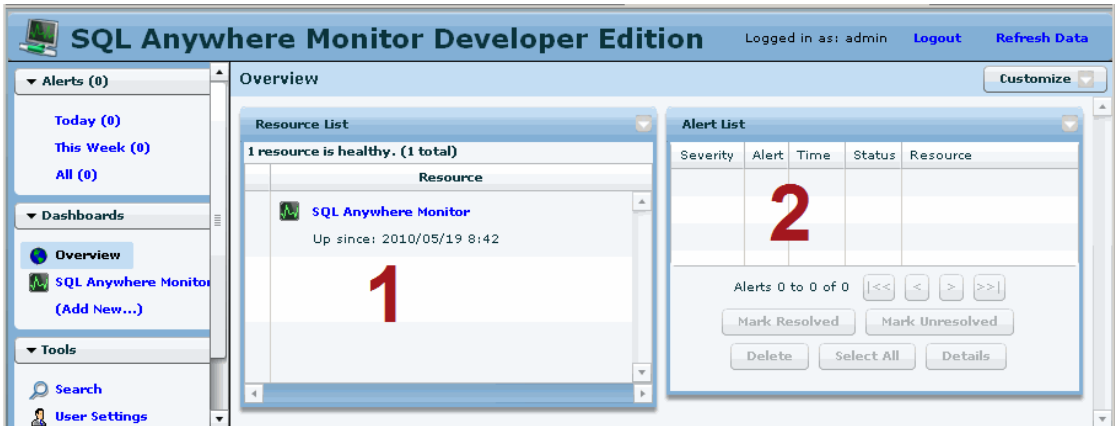 SQL Anywhere Monitor Developer Edition
Logged in as: admin Logout Refresh Data
Alerts (0)
Today (0)
This Week (0)
All (0)
Dashboards
Overview
SQL Anywhere Monitor
(Add New...)
Tools
Search
User Settings
Overview
Customize
Resource List
1 resource is healthy. (1 total)
Resource
SQL Anywhere Monitor
Up since: 2010/05/19 8:42
1
Alert List
Severity Alert Time Status Resource
2
Alerts 0 to 0 of 0 |<< < > >>|
Mark Resolved Mark Unresolved
Delete Select All Details